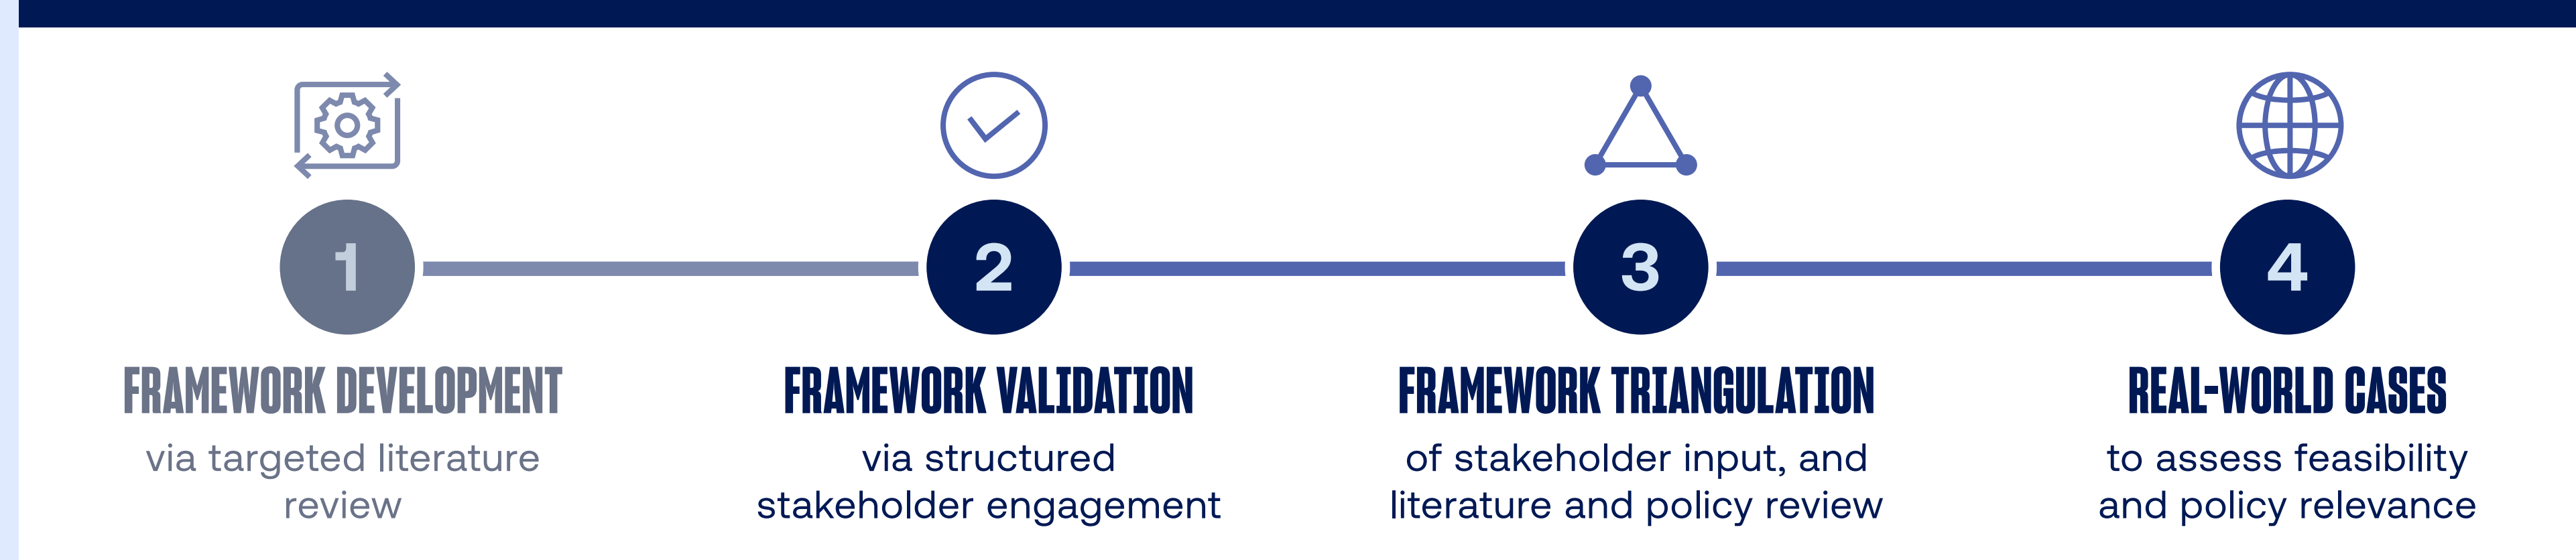 1
2
3
4
FRAMEWORK DEVELOPMENT
via targeted literature
review
FRAMEWORK VALIDATION
via structured
stakeholder engagement
FRAMEWORK TRIANGULATION
of stakeholder input, and
literature and policy review
REAL-WORLD CASES
to assess feasibility
and policy relevance